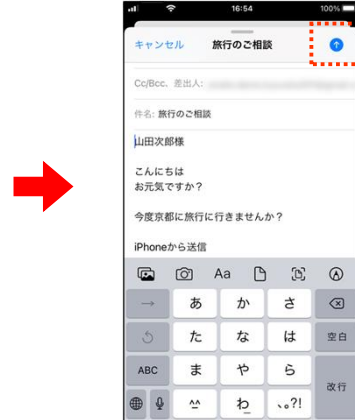 16:54
100%
キャンセル 旅行のご相談
Cc/Bcc、差出人:
件名: 旅行のご相談
山田次郎様
こんにちは
お元気ですか？
今度京都に旅行に行きませんか？
iPhoneから送信
Aa
→ あ か さ
た な は 空白
ABC ま や ら
改行
^^ わ 、。?!